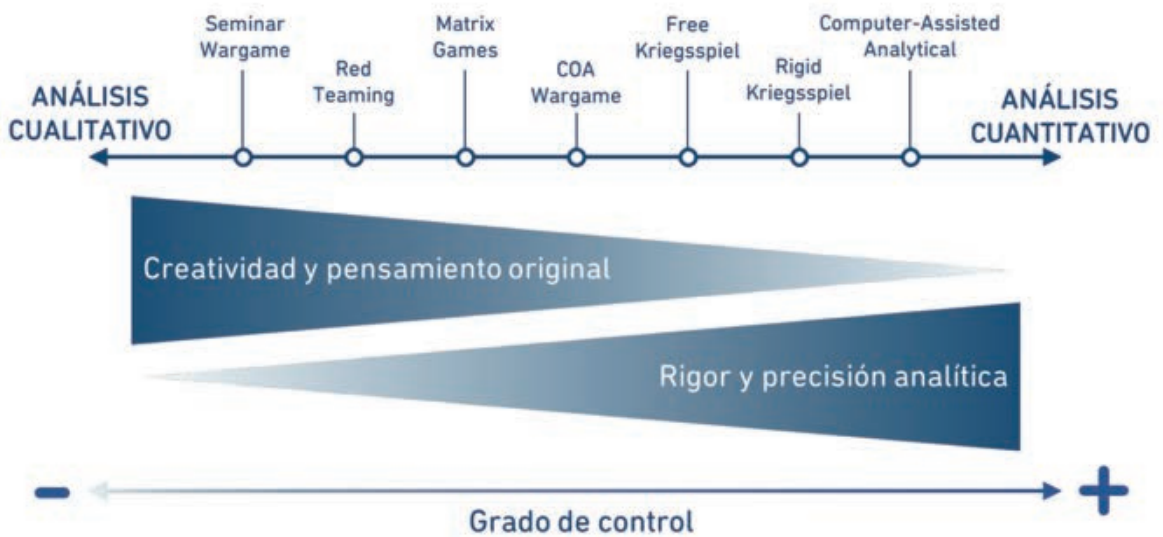 Seminar
Wargame
Red
Teaming
Matrix
Games
COA
Wargame
Free
Kriegsspiel
Rigid
Kriegsspiel
Computer-Assisted
Analytical
ANÁLISIS
CUALITATIVO
ANÁLISIS
CUANTITATIVO
Creatividad y pensamiento original
Rigor y precisión analítica
- +
Grado de control